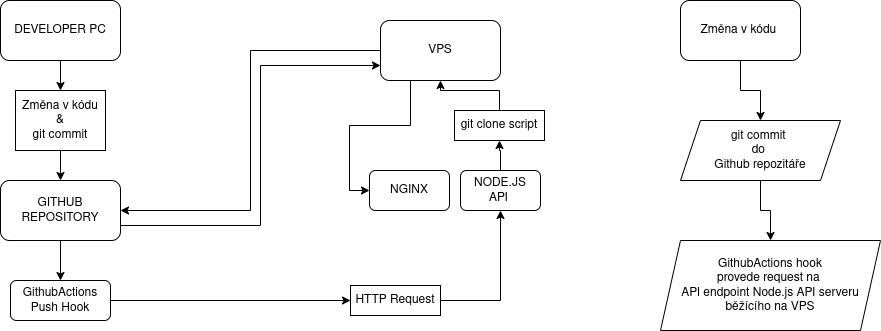 DEVELOPER PC
Změna v kódu
&
git commit
GITHUB
REPOSITORY
GithubActions
Push Hook
VPS
git clone script
NGINX
NODE.JS
API
HTTP Request
Změna v kódu
git commit
do
Github repozitáře
GithubActions hook
provede request na
API endpoint Node.js API serveru
běžícího na VPS